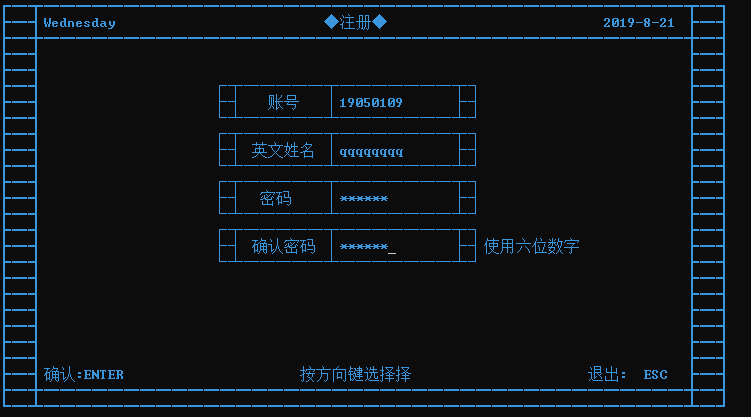 Wednesday ◆注册◆ 2019-8-21
账号 19050109
英文姓名 qqqqqqqq
密码 ******
确认密码 ******_ 使用六位数字
确认:ENTER 按方向键选择择 退出: ESC